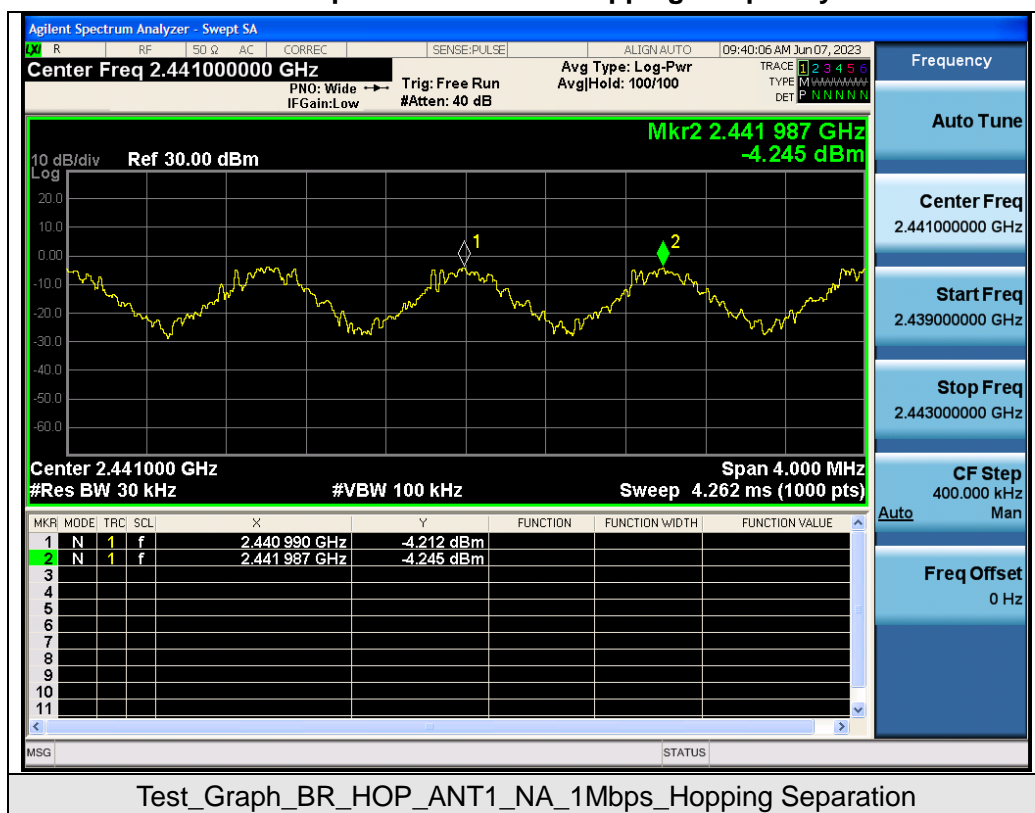 Agilent Spectrum Analyzer - Swept SA
LXI R RF 50 Ω AC CORREC SENSE:PULSE ALIGN AUTO 09:40:06 AM Jun 07, 2023
Center Freq 2.441000000 GHz
PNO: Wide
IFGain:Low
Trig: Free Run
#Atten: 40 dB
Avg Type: Log-Pwr
Avg|Hold: 100/100
TRACE 1 2 3 4 5 6
TYPE M
DET P N N N N N
Mkr2 2.441 987 GHz
-4.245 dBm
10 dB/div Ref 30.00 dBm
Log
20.0
10.0
0.00
-10.0
-20.0
-30.0
-40.0
-50.0
-60.0
1
2
Center 2.441000 GHz Span 4.000 MHz
#Res BW 30 kHz #VBW 100 kHz Sweep 4.262 ms (1000 pts)
MKR MODE TRC SCL X Y FUNCTION FUNCTION WIDTH FUNCTION VALUE
1 N 1 f 2.440 990 GHz -4.212 dBm
2 N 1 f 2.441 987 GHz -4.245 dBm
3
4
5
6
7
8
9
10
11
MSG STATUS
Frequency
Auto Tune
Center Freq
2.441000000 GHz
Start Freq
2.439000000 GHz
Stop Freq
2.443000000 GHz
CF Step
400.000 kHz
Auto Man
Freq Offset
0 Hz
Test_Graph_BR_HOP_ANT1_NA_1Mbps_Hopping Separation